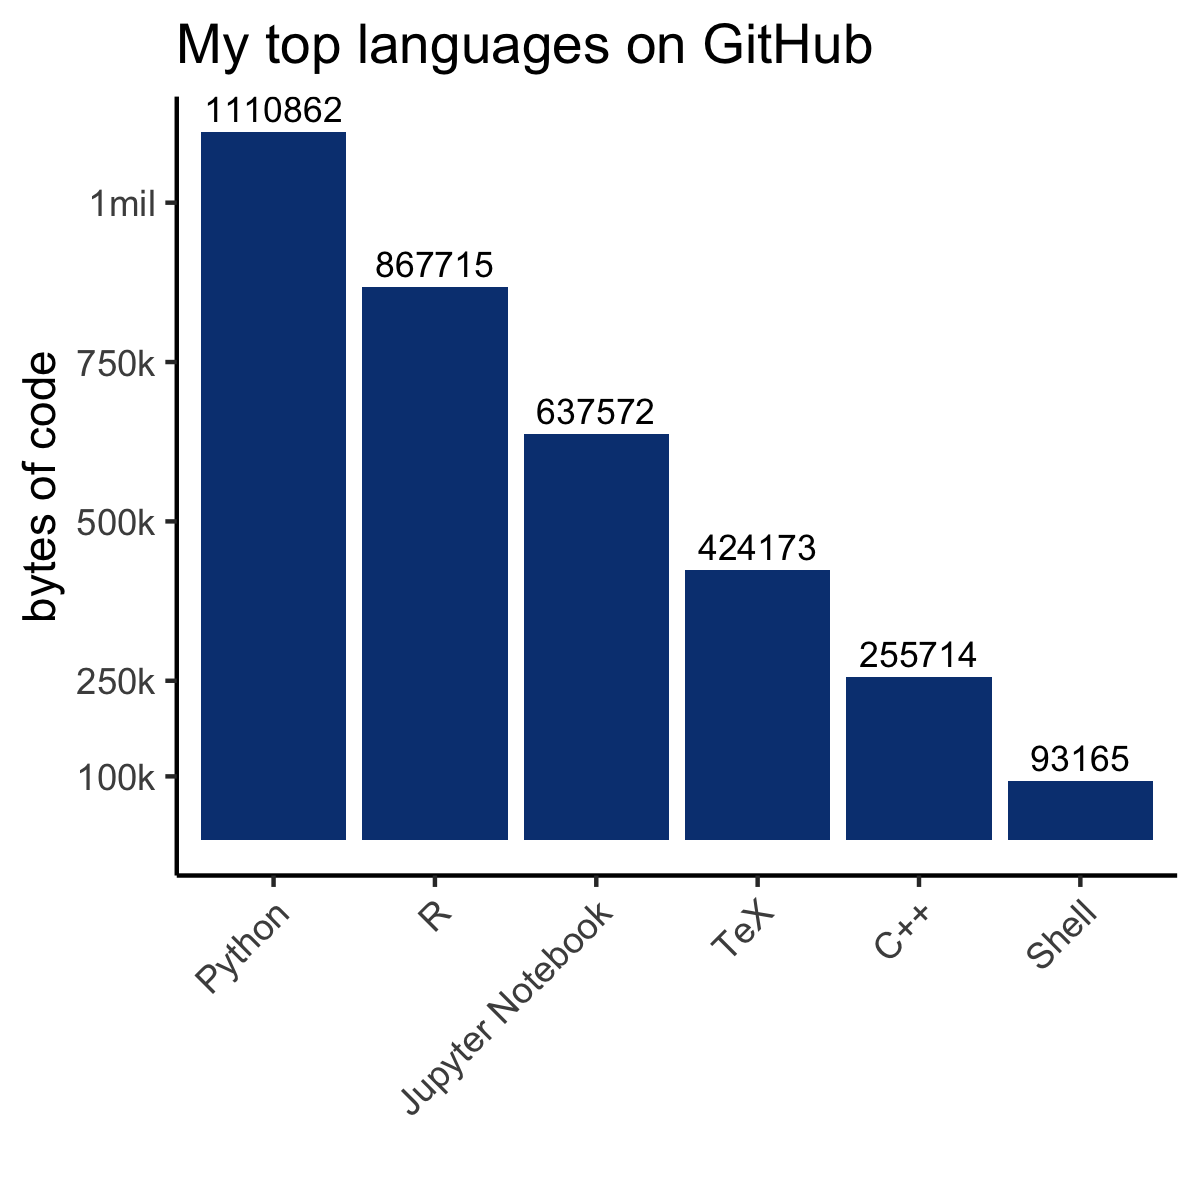 My top languages on GitHub
1110862
867715
637572
424173
255714
93165
1mil
750k
500k
250k
100k
bytes of code
Python
R
Jupyter Notebook
TeX
C++
Shell